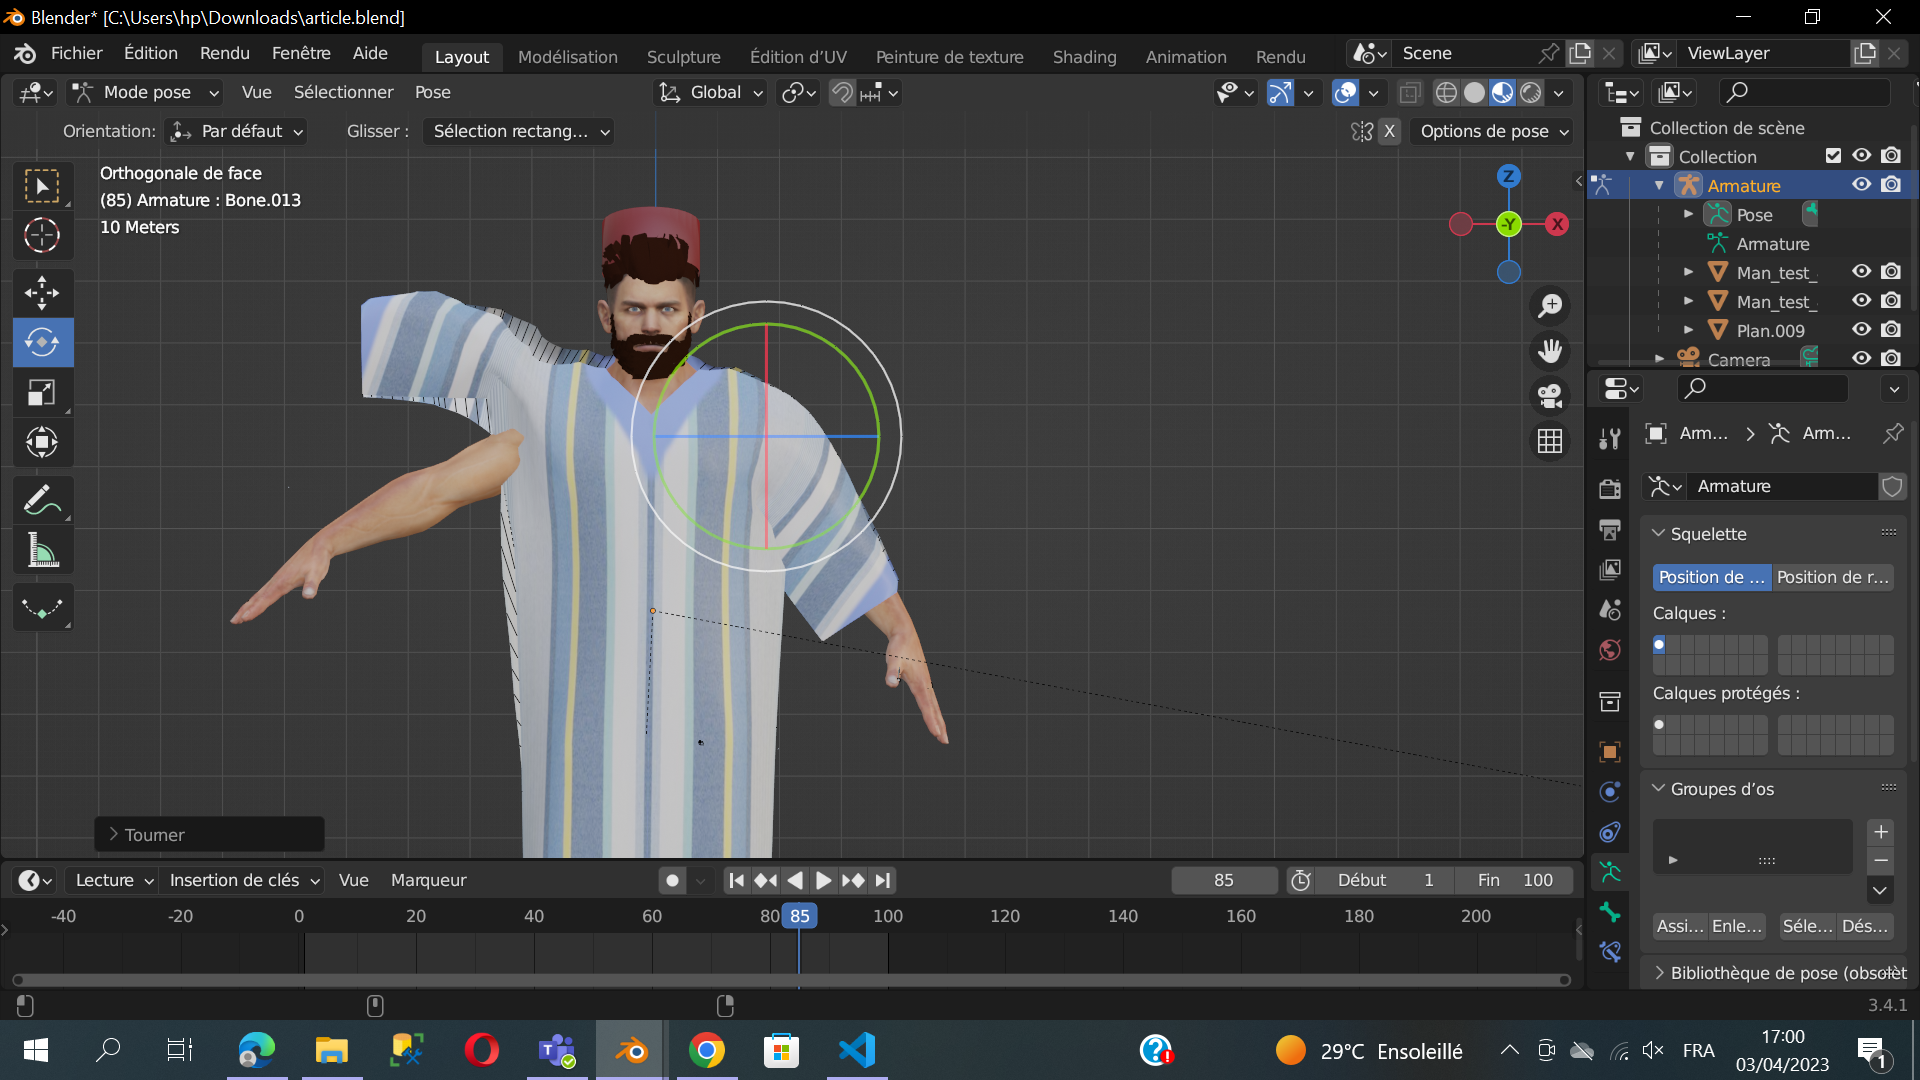 Blender* [C:\Users\hp\Downloads\article.blend]
Fichier Édition Rendu Fenêtre Aide
Layout Modélisation Sculpture Édition d'UV Peinture de texture Shading Animation Rendu
Scene
ViewLayer
Mode pose Vue Sélectionner Pose
Global
Orientation: Par défaut Glisser : Sélection rectang...
X Options de pose
Orthogonale de face
(85) Armature : Bone.013
10 Meters
Z
-Y
X
Collection de scène
Collection
Armature
Pose
Armature
Man_test_
Man_test_
Plan.009
Camera
Arm... Arm...
Armature
Squelette
Position de ... Position de r...
Calques :
Calques protégés :
Groupes d'os
Assi... Enle... Séle... Dés...
Bibliothèque de pose
Tourner
Lecture Insertion de clés Vue Marqueur
85 Début 1 Fin 100
-40 -20 0 20 40 60 80 85 100 120 140 160 180 200
3.4.1
29°C Ensoleillé
FRA
17:00
03/04/2023
1